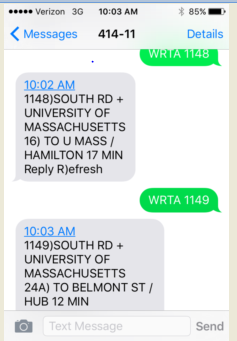 Verizon 3G 10:03 AM 85%
Messages 414-11 Details
WRTA 1148
10:02 AM
1148)SOUTH RD +
UNIVERSITY OF
MASSACHUSETTS
16) TO U MASS /
HAMILTON 17 MIN
Reply R)efresh
WRTA 1149
10:03 AM
1149)SOUTH RD +
UNIVERSITY OF
MASSACHUSETTS
24A) TO BELMONT ST /
HUB 12 MIN
Text Message Send